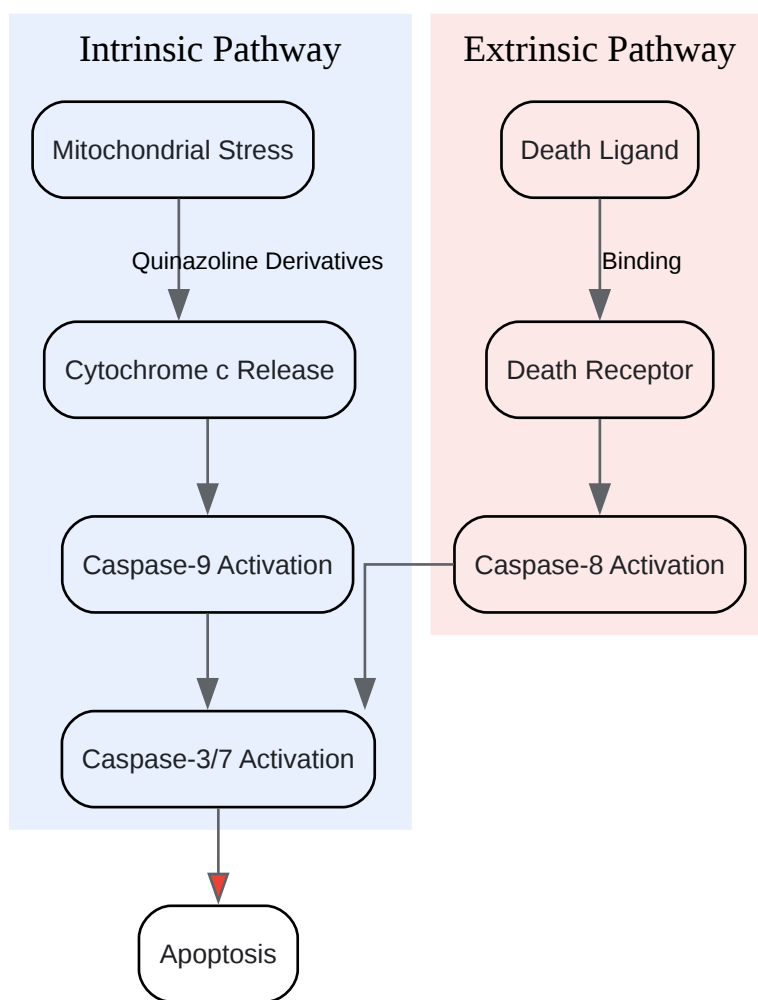 Intrinsic Pathway
Mitochondrial Stress
Quinazoline Derivatives
Cytochrome c Release
Caspase-9 Activation
Caspase-3/7 Activation
Apoptosis
Extrinsic Pathway
Death Ligand
Binding
Death Receptor
Caspase-8 Activation